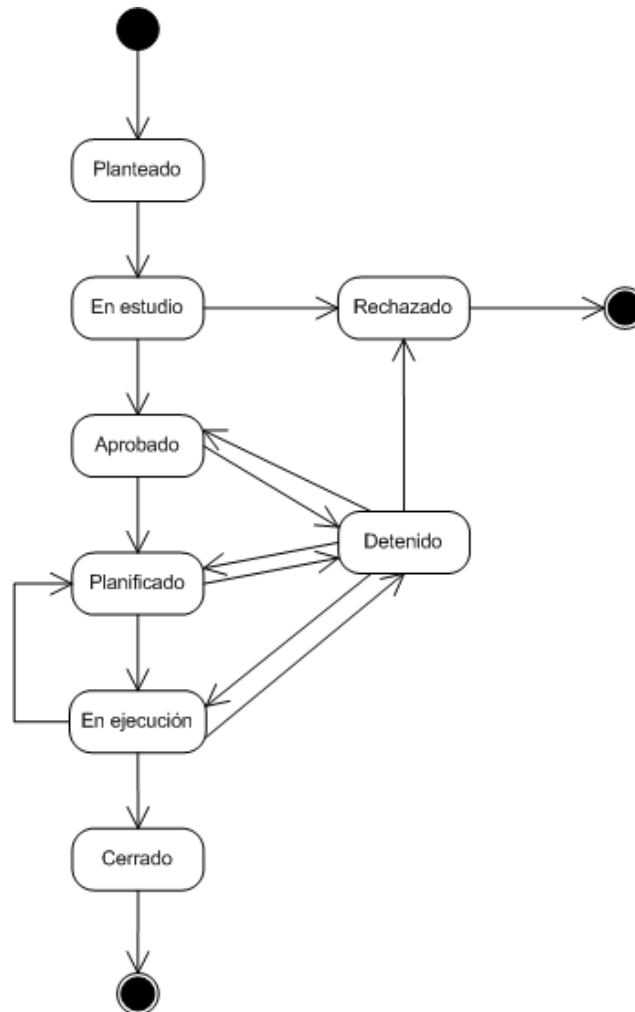 Planteado
En estudio
Rechazado
Aprobado
Detenido
Planificado
En ejecución
Cerrado